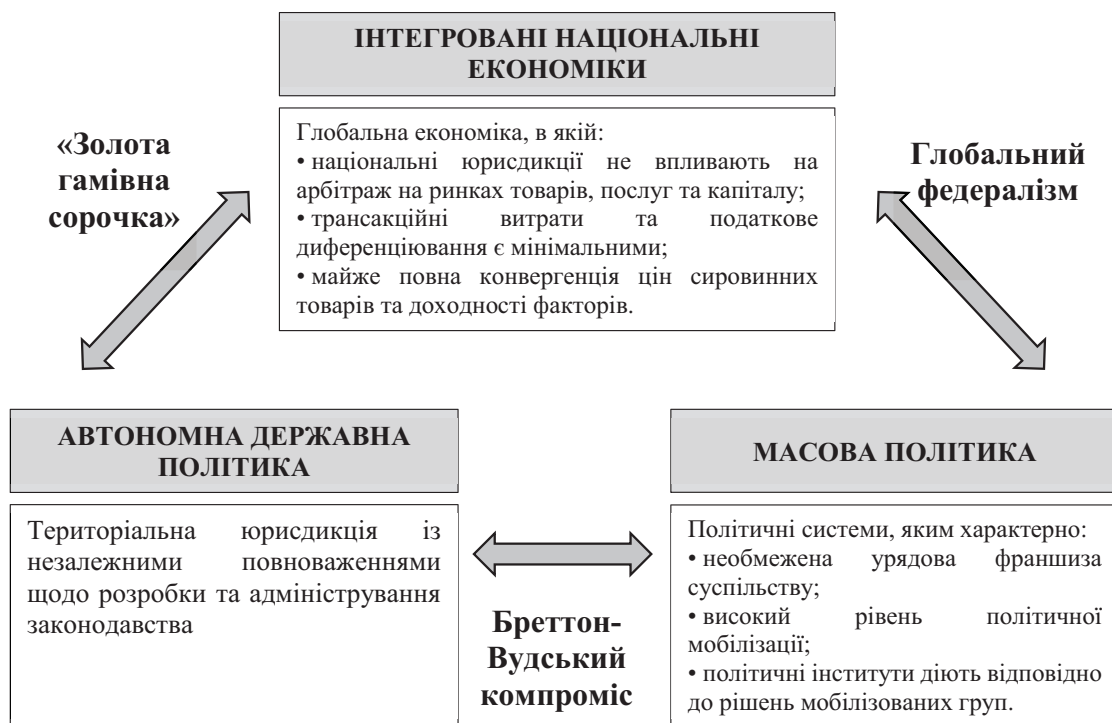 ІНТЕГРОВАНІ НАЦІОНАЛЬНІ
ЕКОНОМІКИ
Глобальна економіка, в якій:
• національні юрисдикції не впливають на
арбітраж на ринках товарів, послуг та капіталу;
• трансакційні витрати та податкове
диференціювання є мінімальними;
• майже повна конвергенція цін сировинних
товарів та доходності факторів.
«Золота
гамівна
сорочка»
Глобальний
федералізм
АВТОНОМНА ДЕРЖАВНА
ПОЛІТИКА
Територіальна юрисдикція із
незалежними повноваженнями
щодо розробки та адміністрування
законодавства
МАСОВА ПОЛІТИКА
Політичні системи, яким характерно:
• необмежена урядова франшиза
суспільству;
• високий рівень політичної
мобілізації;
• політичні інститути діють відповідно
до рішень мобілізованих груп.
Бреттон-
Вудський
компроміс